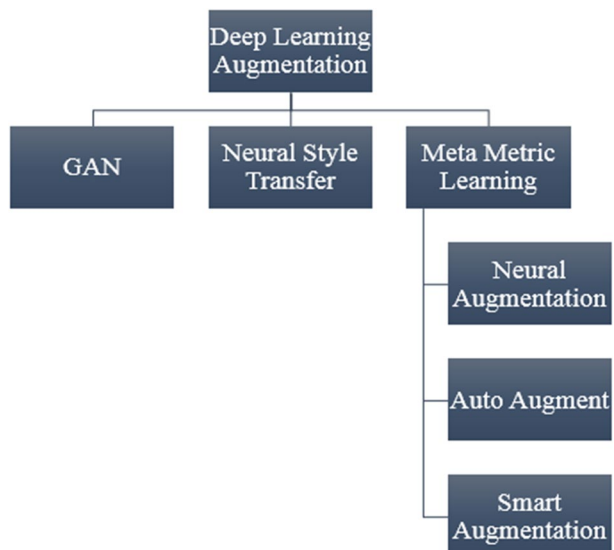 Deep Learning
Augmentation
GAN
Neural Style
Transfer
Meta Metric
Learning
Neural
Augmentation
Auto Augment
Smart
Augmentation